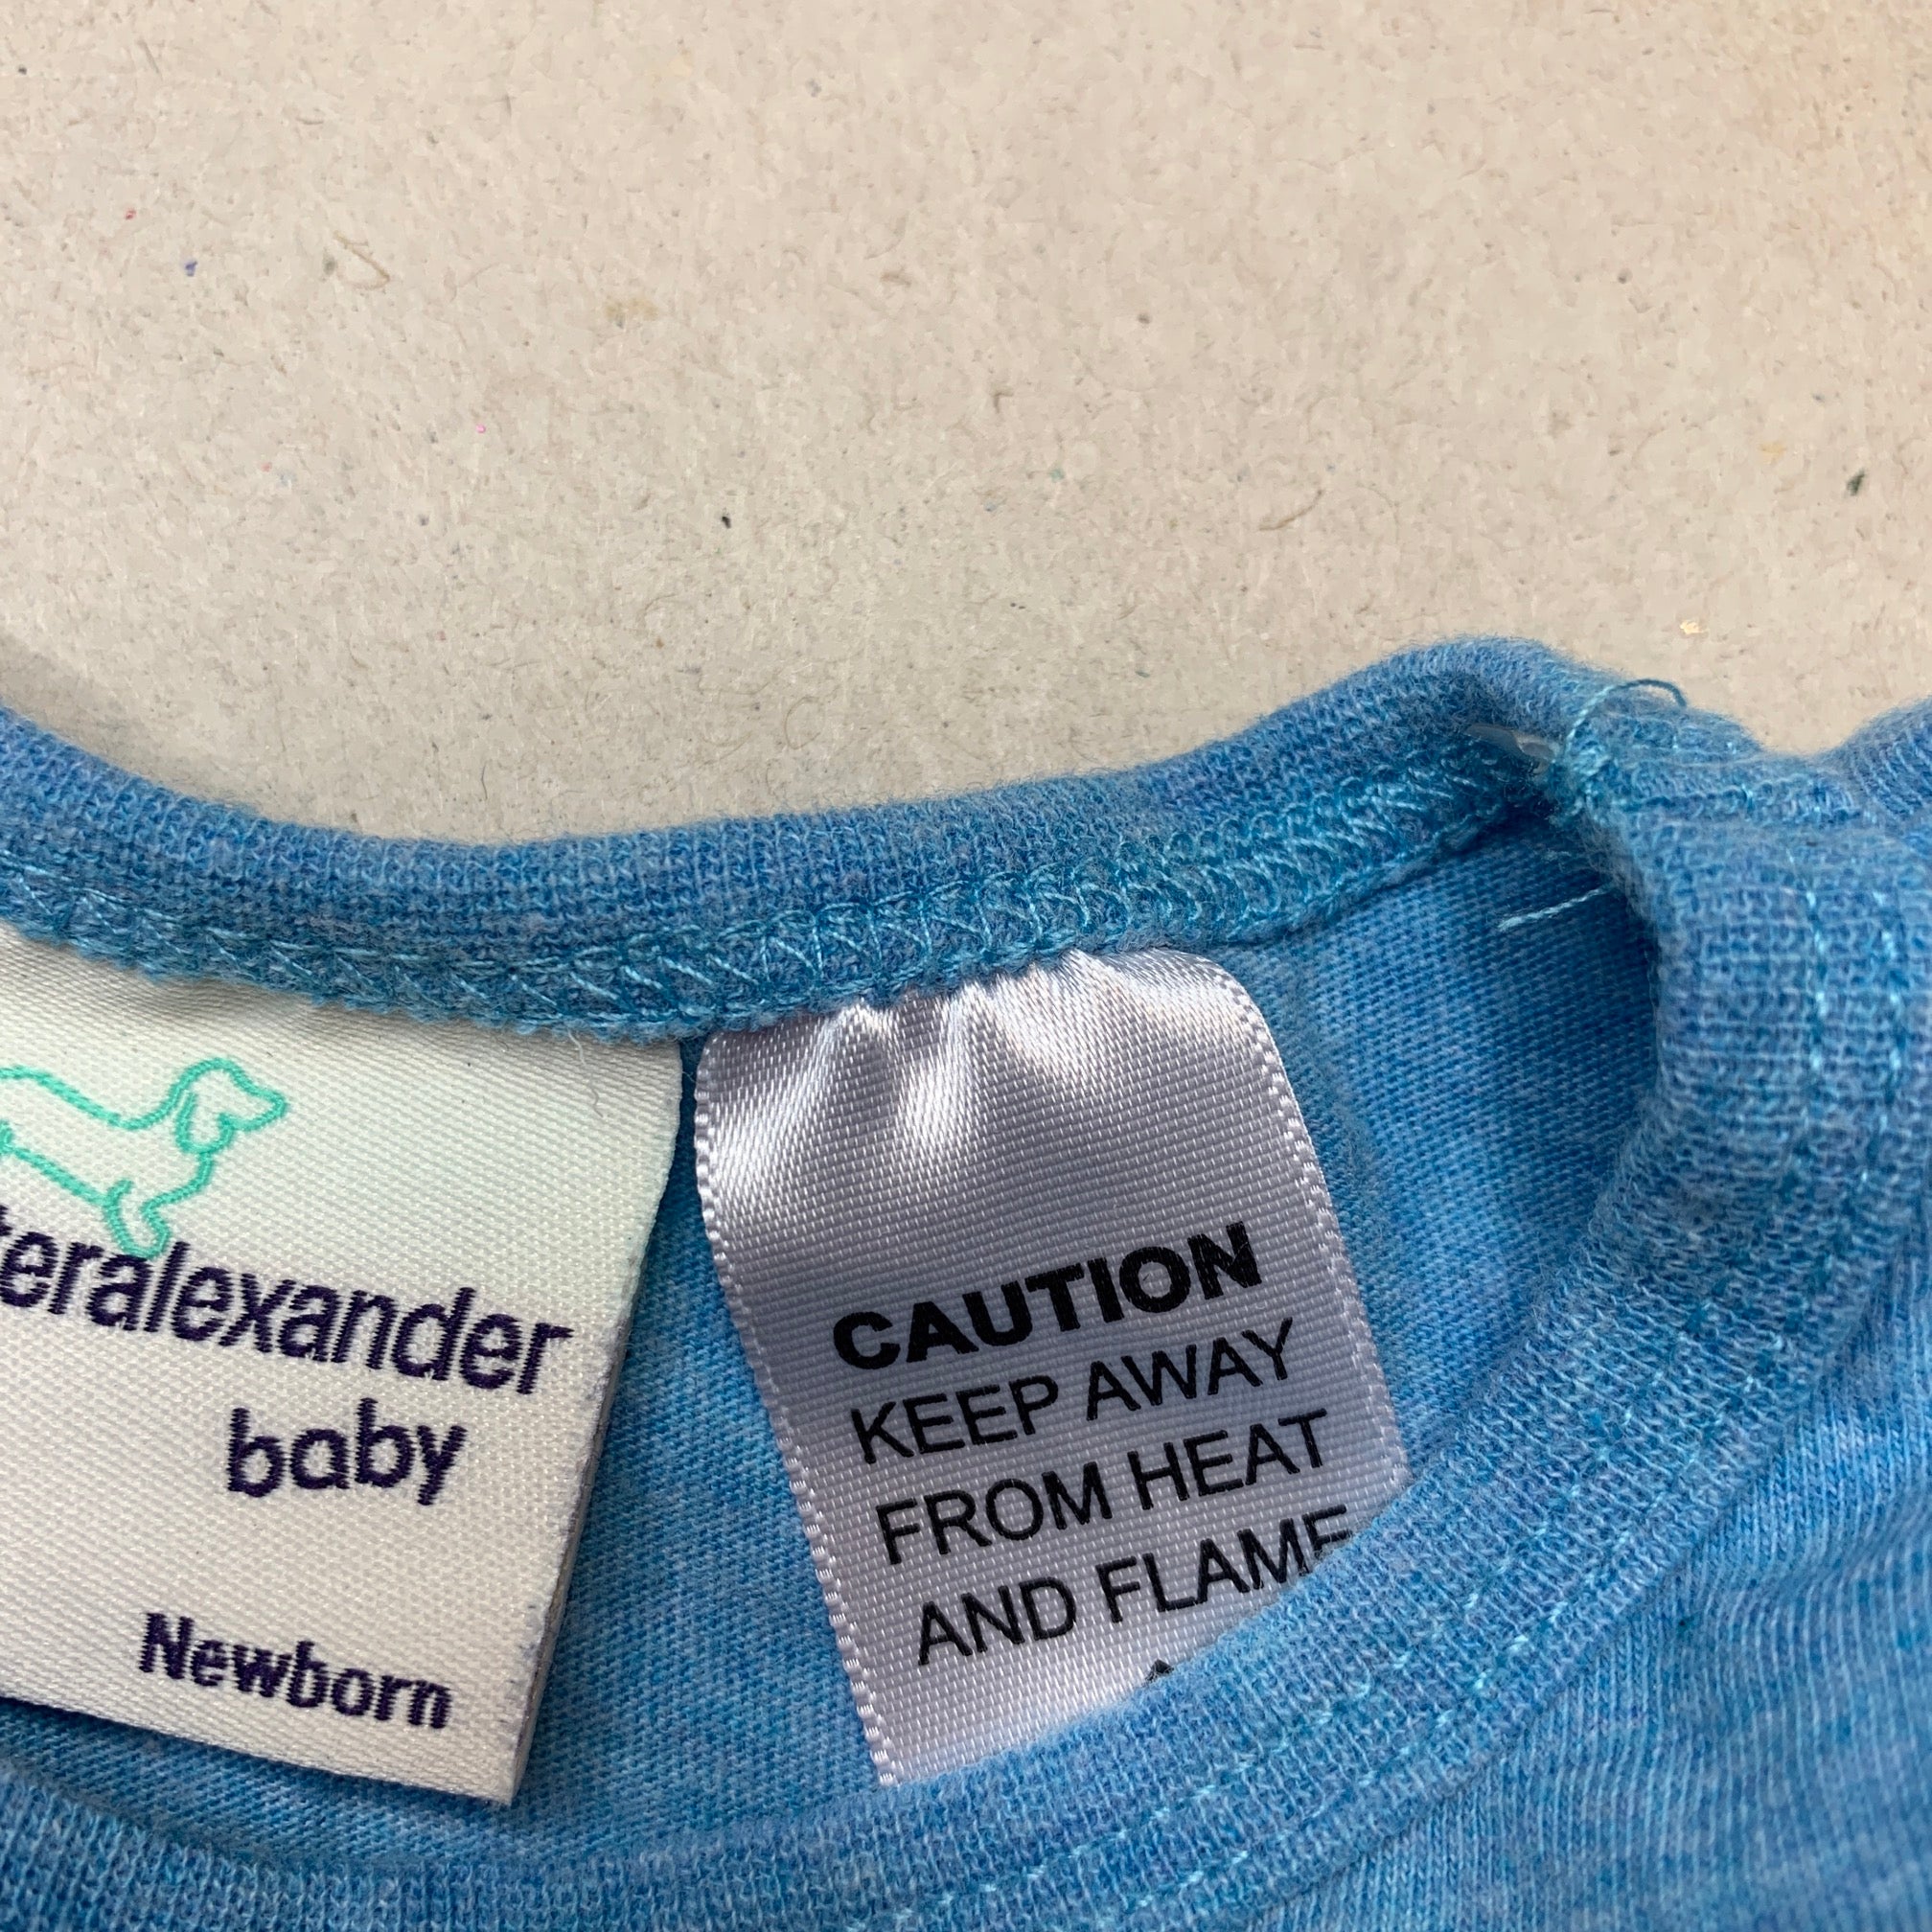 teralexander
baby
Newborn
CAUTION
KEEP AWAY
FROM HEAT
AND FLAME